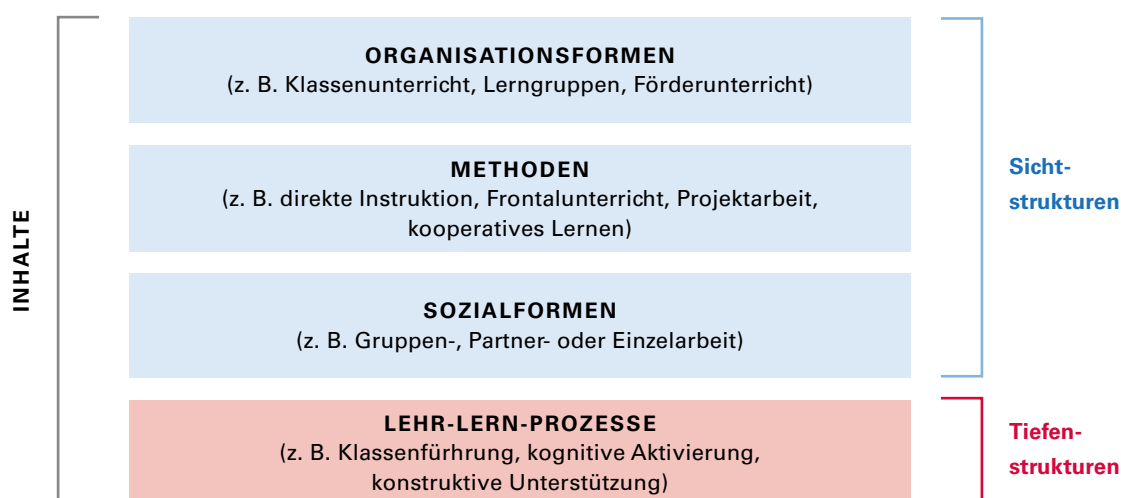 ORGANISATIONSFORMEN
(z. B. Klassenunterricht, Lerngruppen, Förderunterricht)
METHODEN
(z. B. direkte Instruktion, Frontalunterricht, Projektarbeit,
kooperatives Lernen)
SOZIALFORMEN
(z. B. Gruppen-, Partner- oder Einzelarbeit)
LEHR-LERN-PROZESSE
(z. B. Klassenfürhrung, kognitive Aktivierung,
konstruktive Unterstützung)
INHALTE
Sicht-
strukturen
Tiefen-
strukturen